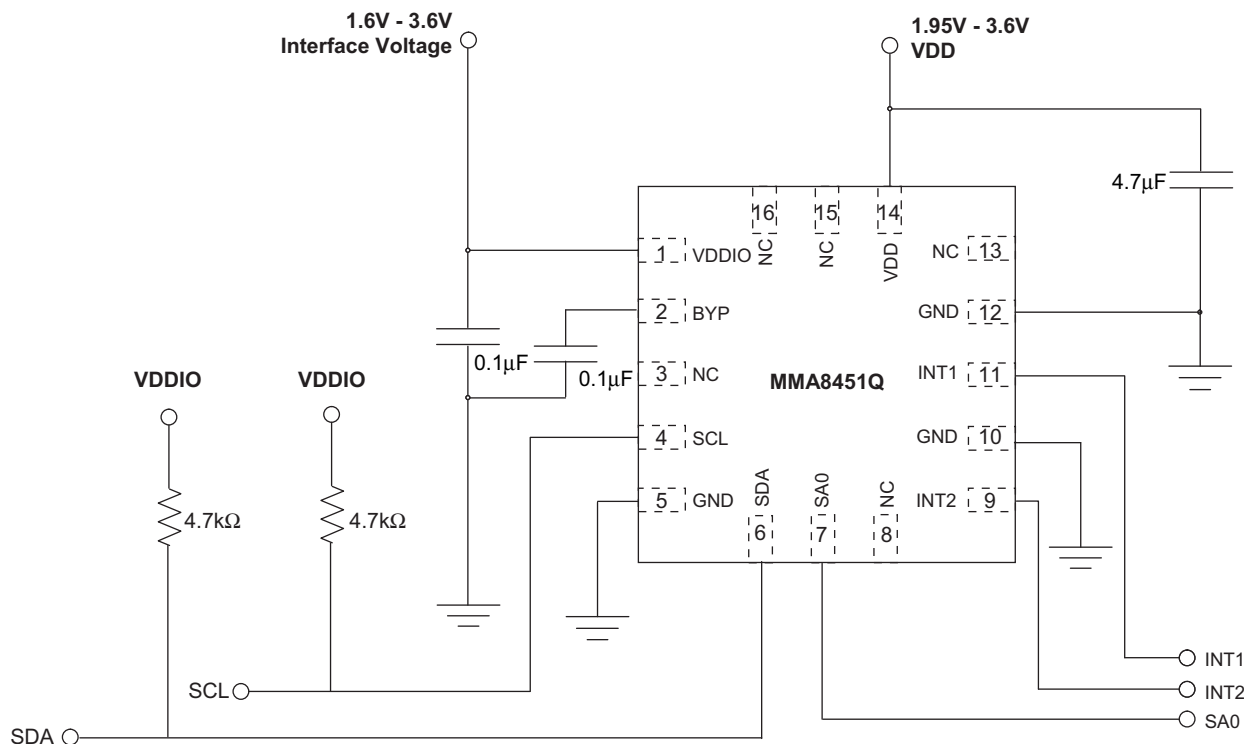 1.6V - 3.6V
Interface Voltage
1.95V - 3.6V
VDD
4.7μF
16
NC
15
NC
14
VDD
1
VDDIO
NC
13
2
BYP
GND
12
0.1μF
0.1μF
3
NC
MMA8451Q
INT1
11
VDDIO
VDDIO
4
SCL
GND
10
5
GND
SDA
6
SA0
7
NC
8
INT2
9
4.7kΩ
4.7kΩ
INT1
SCL
INT2
SA0
SDA